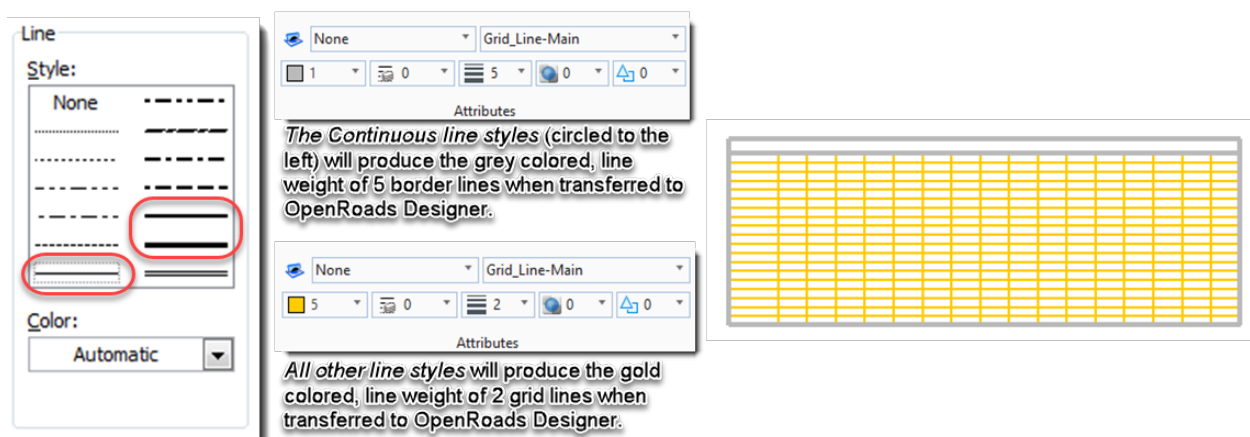 Line
Style:
None
Color:
Automatic
None Grid_Line-Main
1 0 5 0 0
Attributes
The Continuous line styles (circled to the
left) will produce the grey colored, line
weight of 5 border lines when transferred to
OpenRoads Designer.
None Grid_Line-Main
5 0 2 0 0
Attributes
All other line styles will produce the gold
colored, line weight of 2 grid lines when
transferred to OpenRoads Designer.